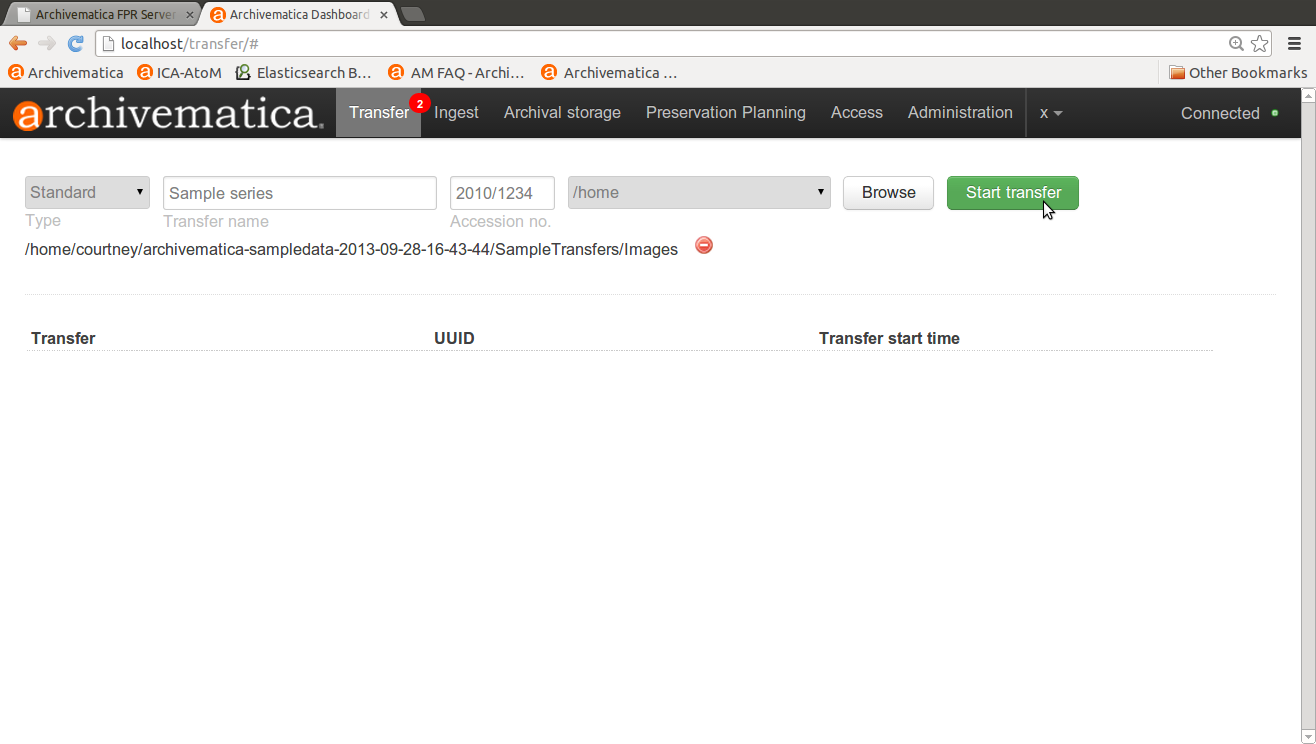 Archivematica FPR Server
Archivematica Dashboard
localhost/transfer/#
Archivematica ICA-AtoM Elasticsearch B... AM FAQ - Archi... Archivematica ... Other Bookmarks
archivematica. Transfer 2 Ingest Archival storage Preservation Planning Access Administration x Connected
Standard Sample series 2010/1234 /home Browse Start transfer
Type Transfer name Accession no.
/home/courtney/archivematica-sampledata-2013-09-28-16-43-44/SampleTransfers/Images
Transfer UUID Transfer start time